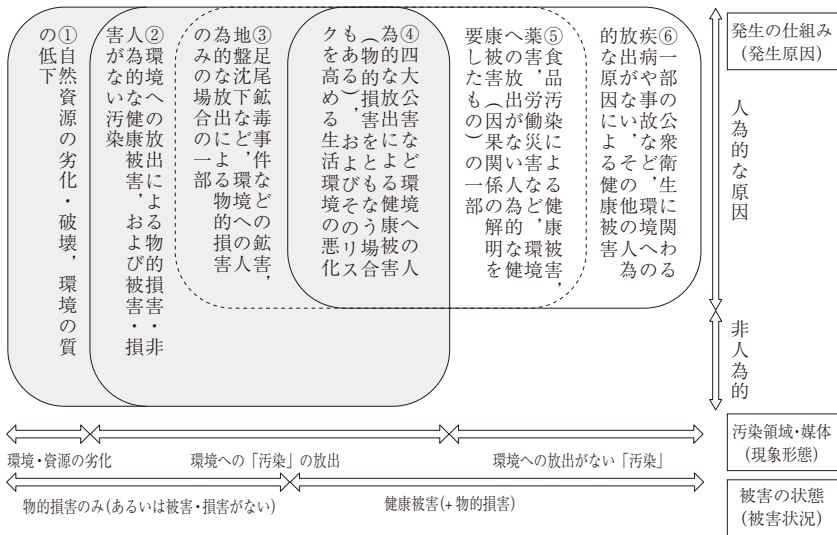 発生の仕組み
(発生原因)
人為的な原因
非人為的
⑥一部の公衆衛生に関わる
疾病や事故など，環境への
放出がない，その他の人為
的な原因による健康被害
⑤食品汚染による健康被害，
薬害，労働災害など，環境
への放出がない人為的な健
康被害（因果関係の解明を
要したもの）の一部
④四大公害など環境への人
為的な放出による健康被害
（物的損害をともなう場合
もある），およびそのリス
クを高める生活環境の悪化
③足尾鉱毒事件などの鉱害，
地盤沈下など，環境への人
為的な放出による物的損害
のみの場合の一部
②環境への放出による物的損害・非
人為的な健康被害，および被害・損
害がない汚染
①自然資源の劣化・破壊，環境の質
の低下
環境・資源の劣化
環境への「汚染」の放出
環境への放出がない「汚染」
汚染領域・媒体
(現象形態)
物的損害のみ(あるいは被害・損害がない)
健康被害(+物的損害)
被害の状態
(被害状況)